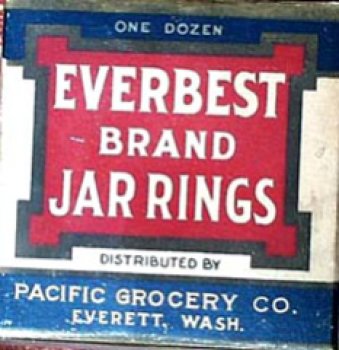 ONE DOZEN
EVERBEST
BRAND
JAR RINGS
DISTRIBUTED BY
PACIFIC GROCERY CO.
EVERETT, WASH.